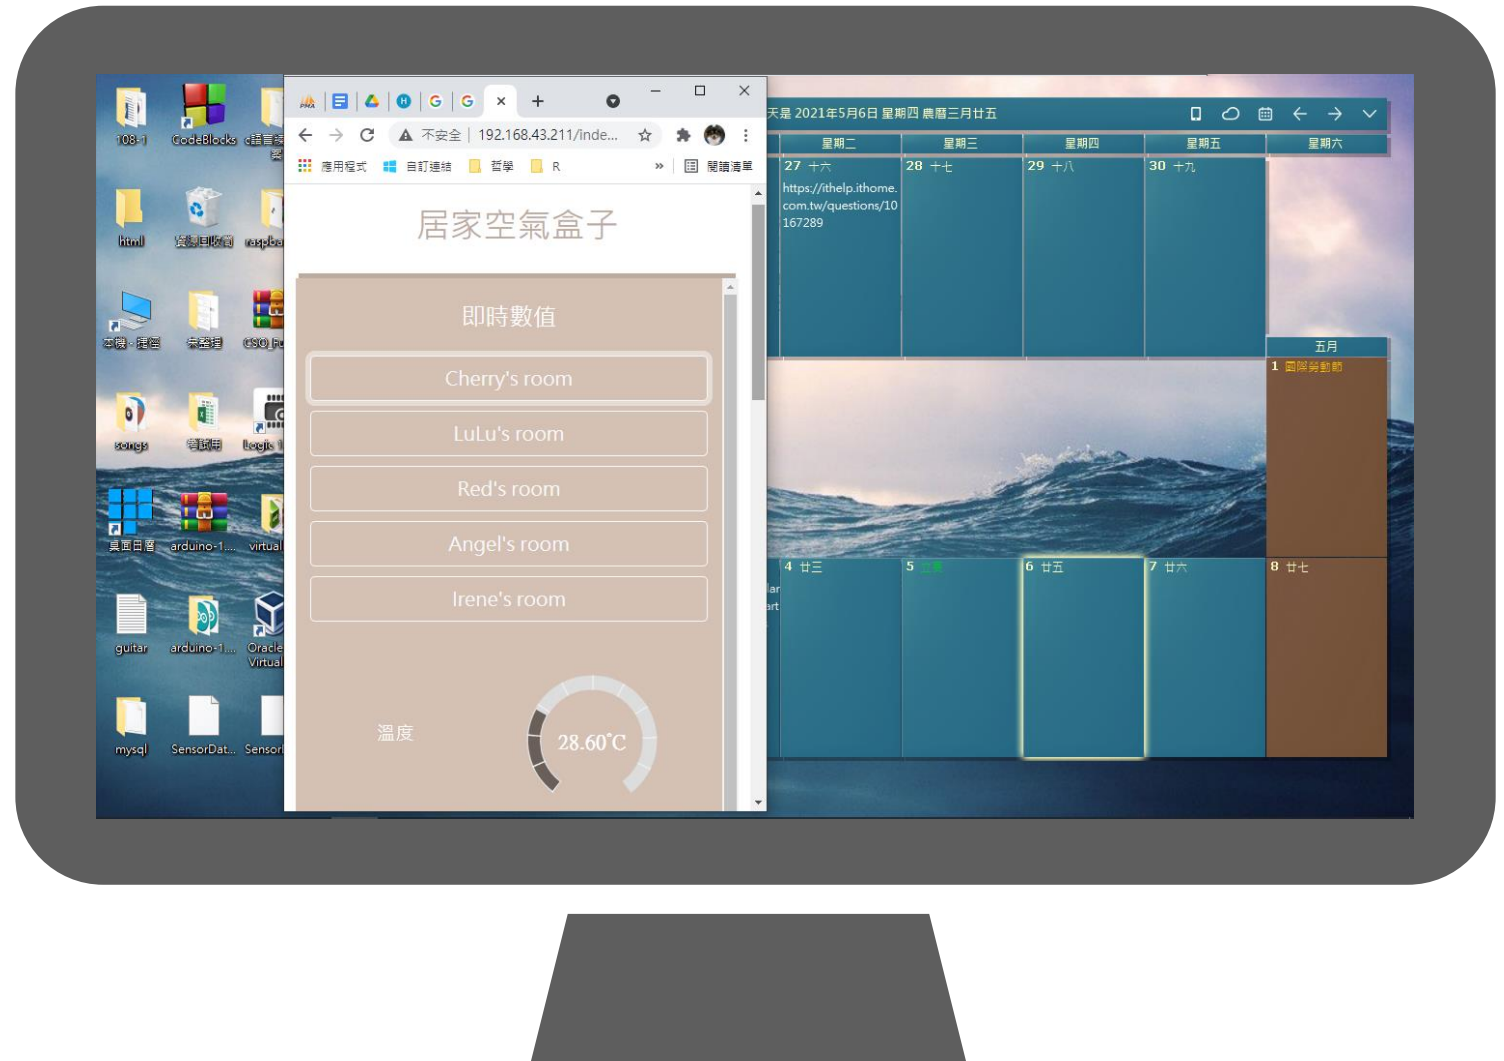 108-1
CodeBlocks
html
資源回收筒
本機 - 捷徑
未整理
songs
考試用
桌面日曆
arduino-1....
virtual
guitar
arduino-1....
Oracle
Virtual
mysql
SensorDat...
不安全 | 192.168.43.211/inde...
應用程式
自訂連結
哲學
R
»
閱讀清單
居家空氣盒子
即時數值
Cherry's room
LuLu's room
Red's room
Angel's room
Irene's room
溫度
28.60°C
天是 2021年5月6日 星期四 農曆三月廿五
星期二 星期三 星期四 星期五 星期六
27 十六
28 十七
29 十八
30 十九
https://ithelp.ithome.
com.tw/questions/10
167289
五月
1 國際勞動節
4 廿三
5
6 廿五
7 廿六
8 廿七
lar
art